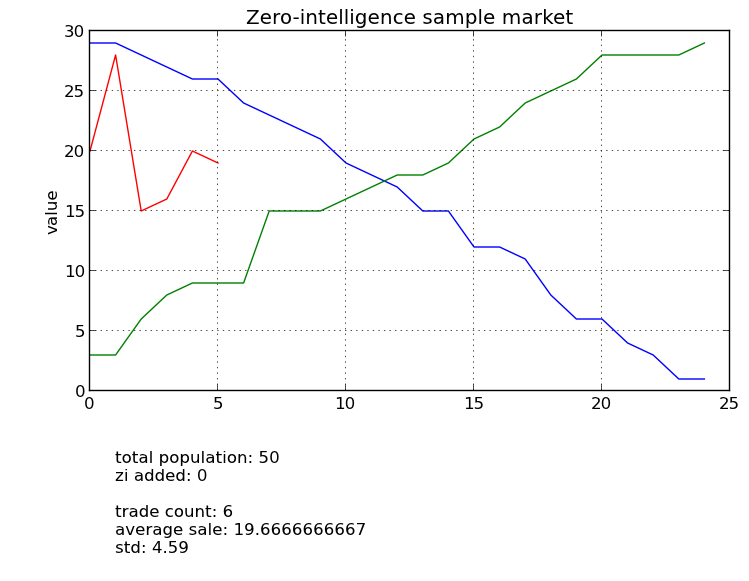 Zero-intelligence sample market
30
25
20
15
10
5
0
value
0 5 10 15 20 25
total population: 50
zi added: 0
trade count: 6
average sale: 19.6666666667
std: 4.59